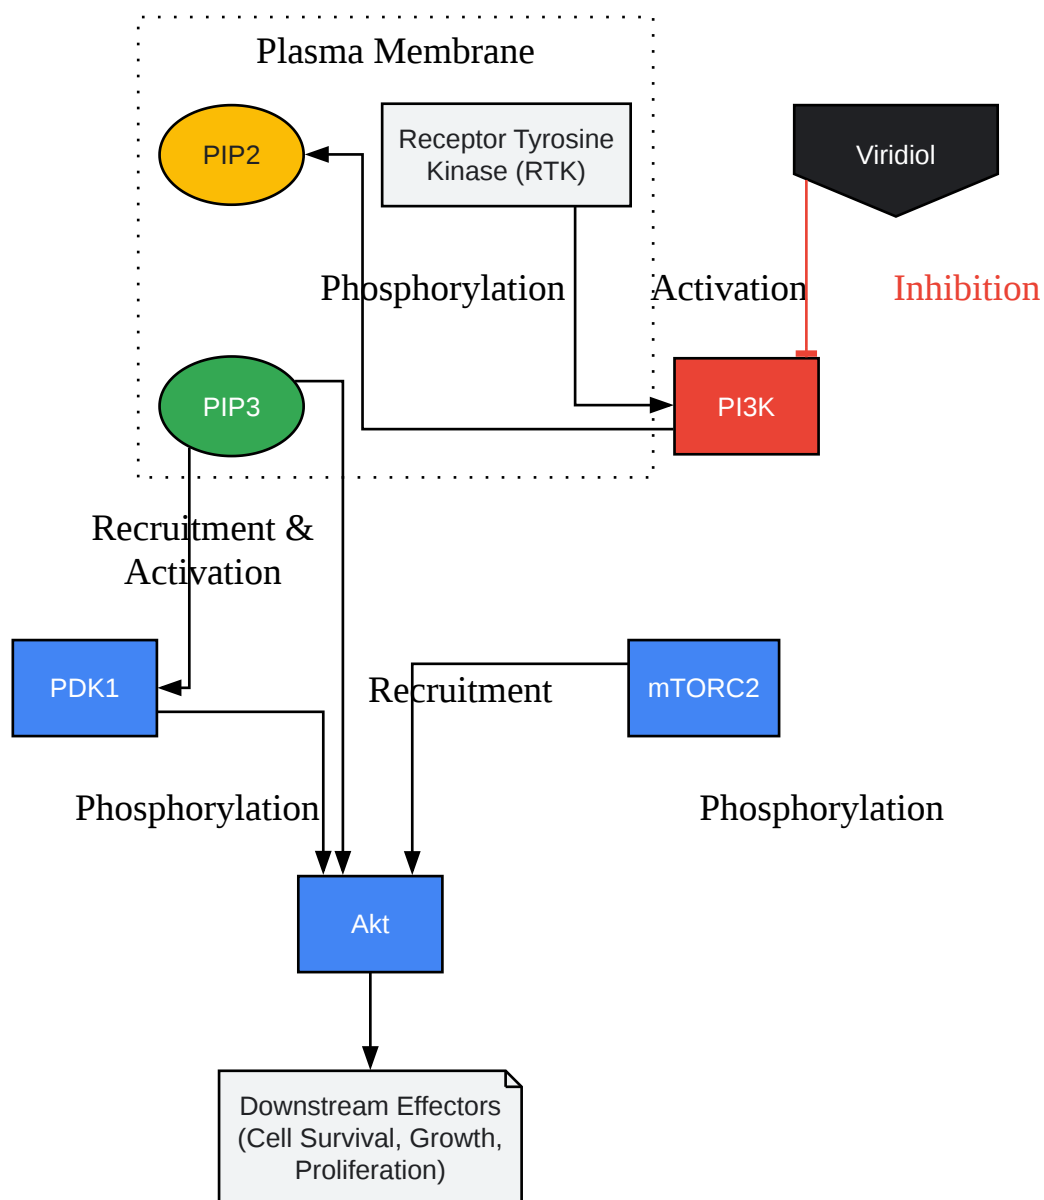 Plasma Membrane
PIP2
Receptor Tyrosine
Kinase (RTK)
Viridiol
Phosphorylation
Activation
Inhibition
PIP3
PI3K
Recruitment &
Activation
PDK1
Recruitment
mTORC2
Phosphorylation
Phosphorylation
Akt
Downstream Effectors
(Cell Survival, Growth,
Proliferation)